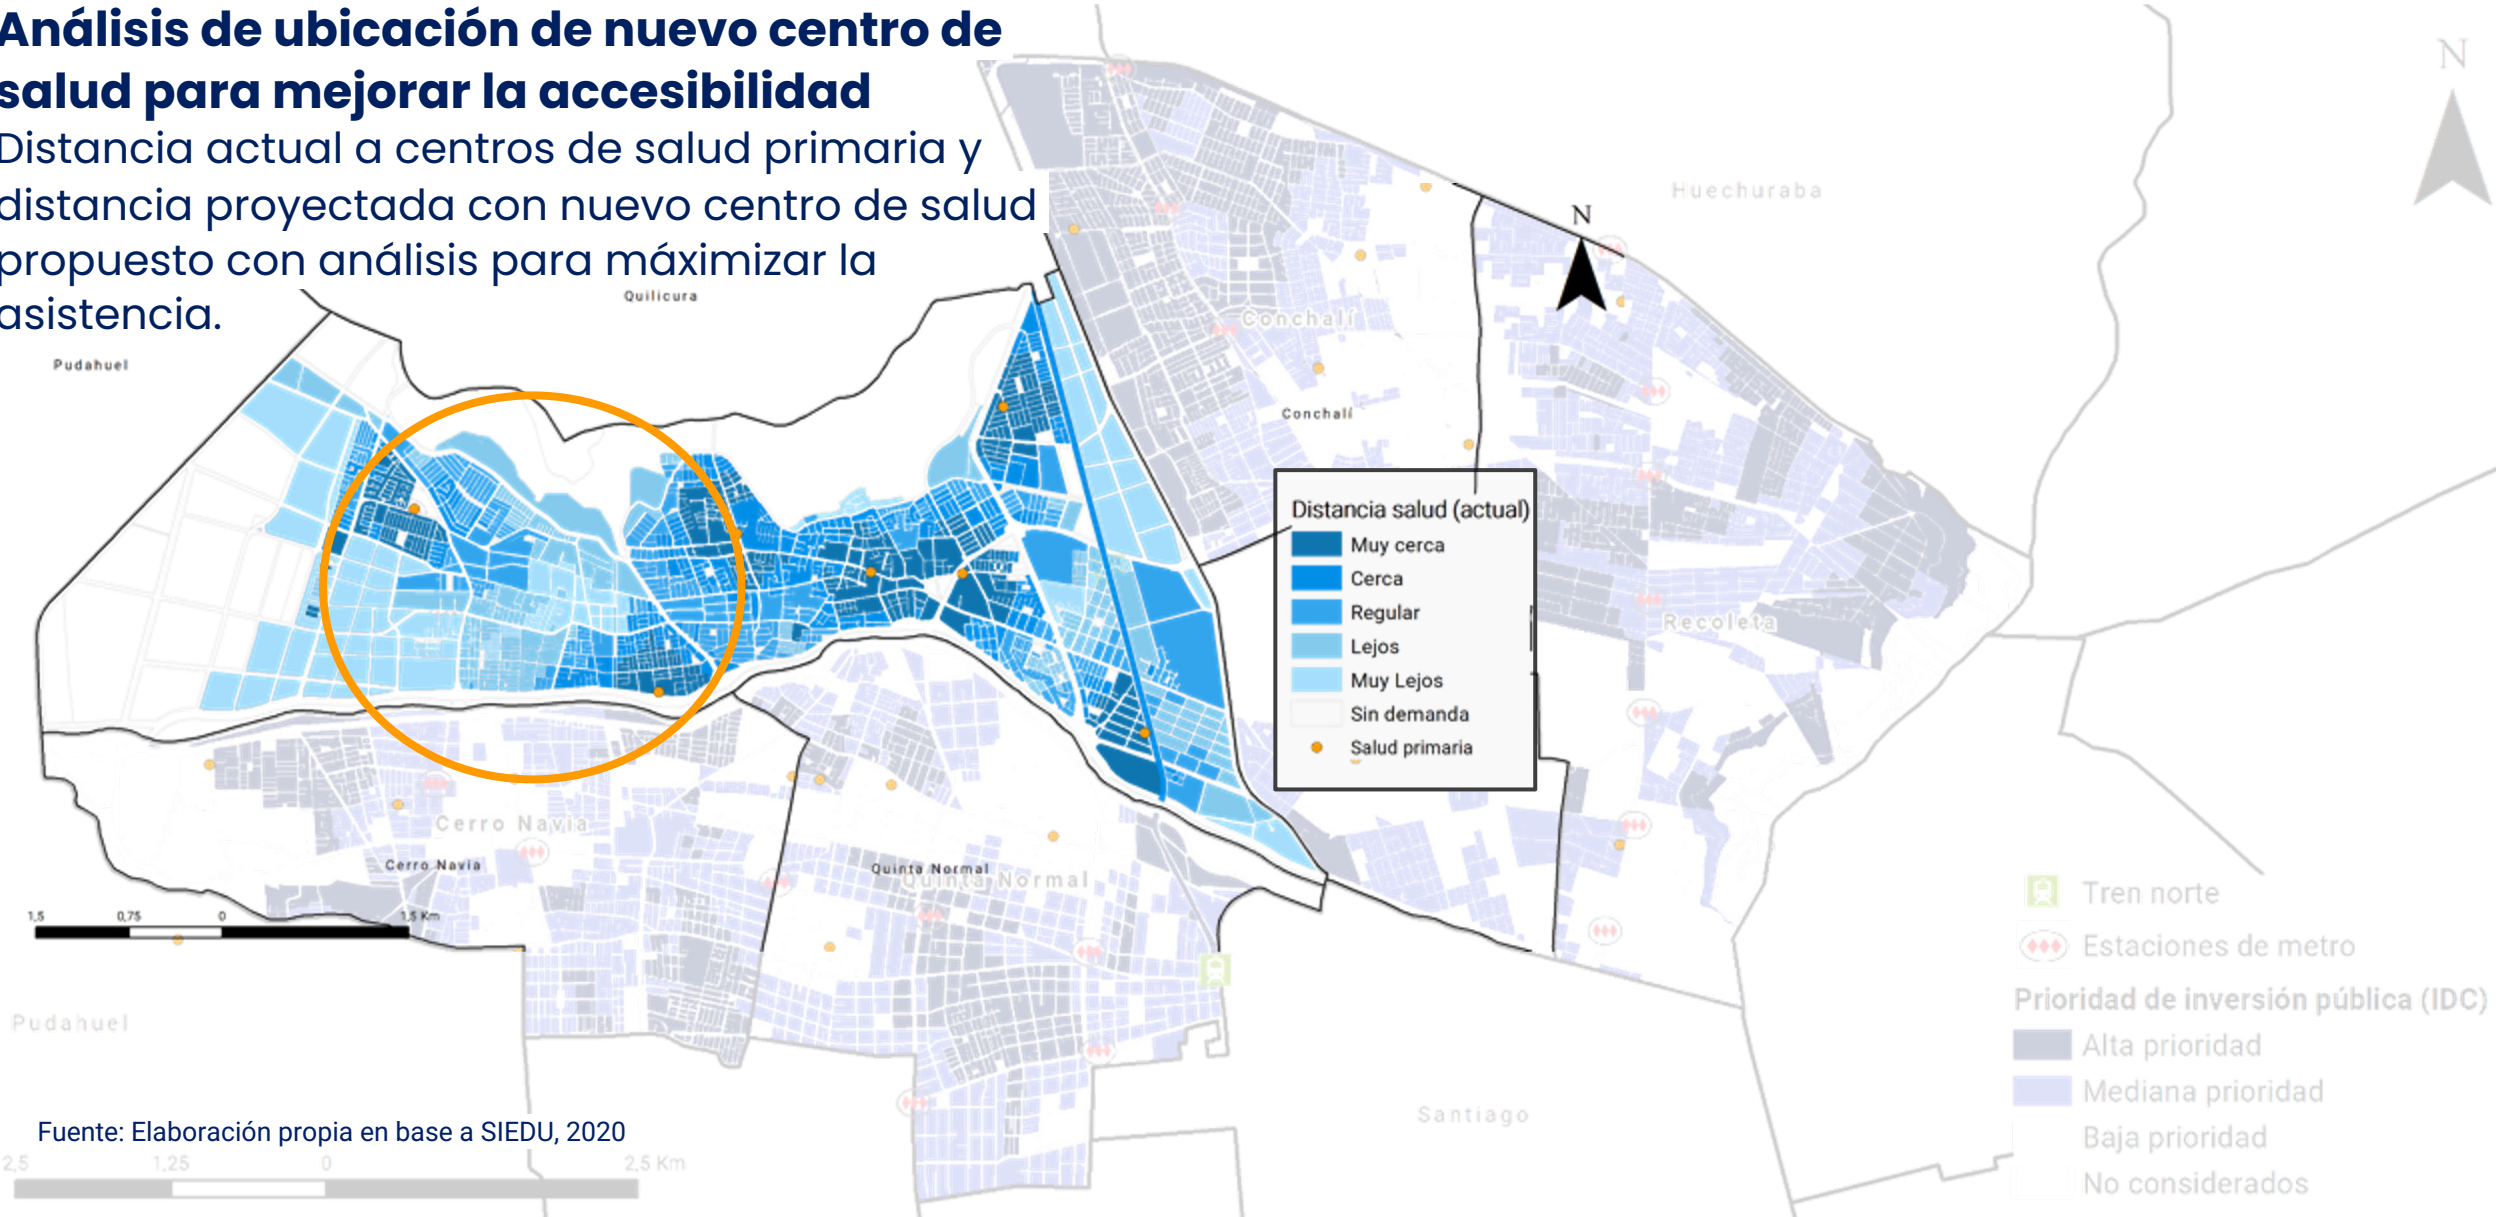 Análisis de ubicación de nuevo centro de
salud para mejorar la accesibilidad
Distancia actual a centros de salud primaria y
distancia proyectada con nuevo centro de salud
propuesto con análisis para máximizar la
asistencia.
N
Huechuraba
N
Quilicura
Conchalí
Pudahuel
Conchalí
Distancia salud (actual)
Muy cerca
Cerca
Regular
Lejos
Muy Lejos
Sin demanda
Salud primaria
Recoleta
Cerro Navia
Cerro Navia
Quinta Normal
Quinta Normal
1,5 0,75 0 1,5 Km
Pudahuel
Santiago
Tren norte
Estaciones de metro
Prioridad de inversión pública (IDC)
Alta prioridad
Mediana prioridad
Baja prioridad
No considerados
Fuente: Elaboración propia en base a SIEDU, 2020
2,5 1,25 0 2,5 Km